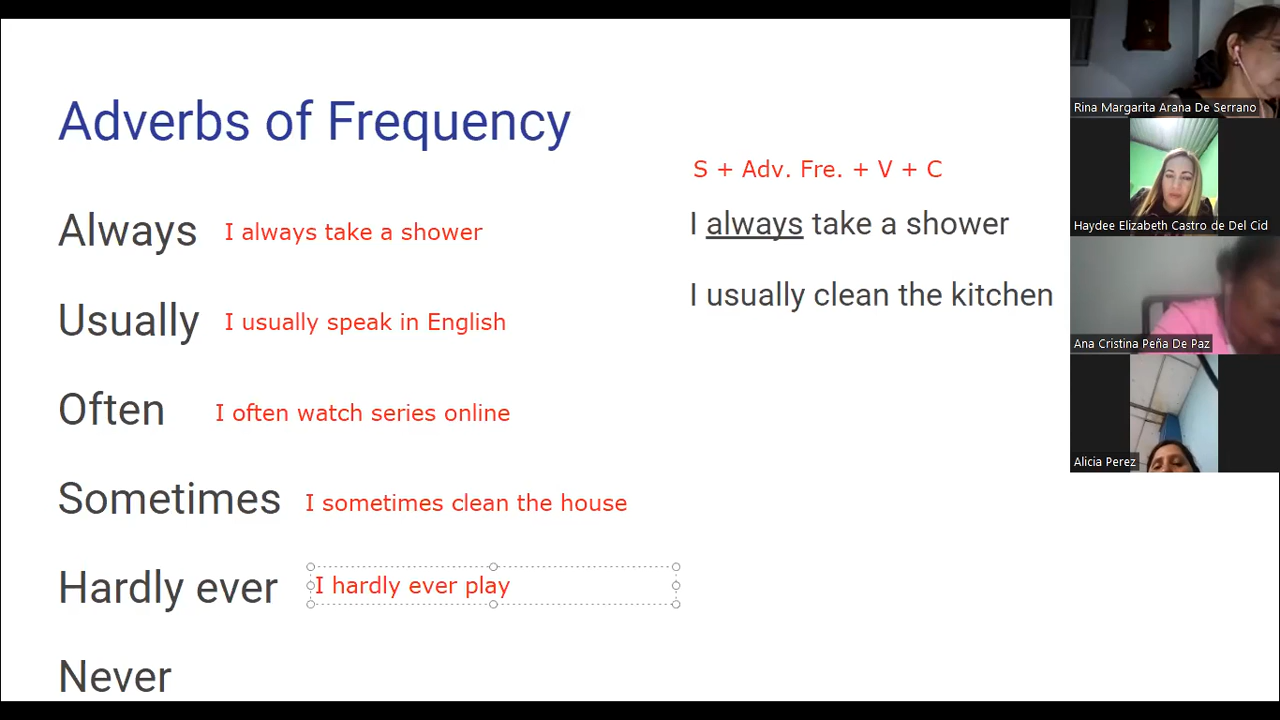 Adverbs of Frequency
S + Adv. Fre. + V + C
Always
I always take a shower
I always take a shower
Usually
I usually speak in English
I usually clean the kitchen
Often
I often watch series online
Sometimes
I sometimes clean the house
Hardly ever
I hardly ever play
Never
Rina Margarita Arana De Serrano
Haydee Elizabeth Castro de Del Cid
Ana Cristina Peña De Paz
Alicia Perez